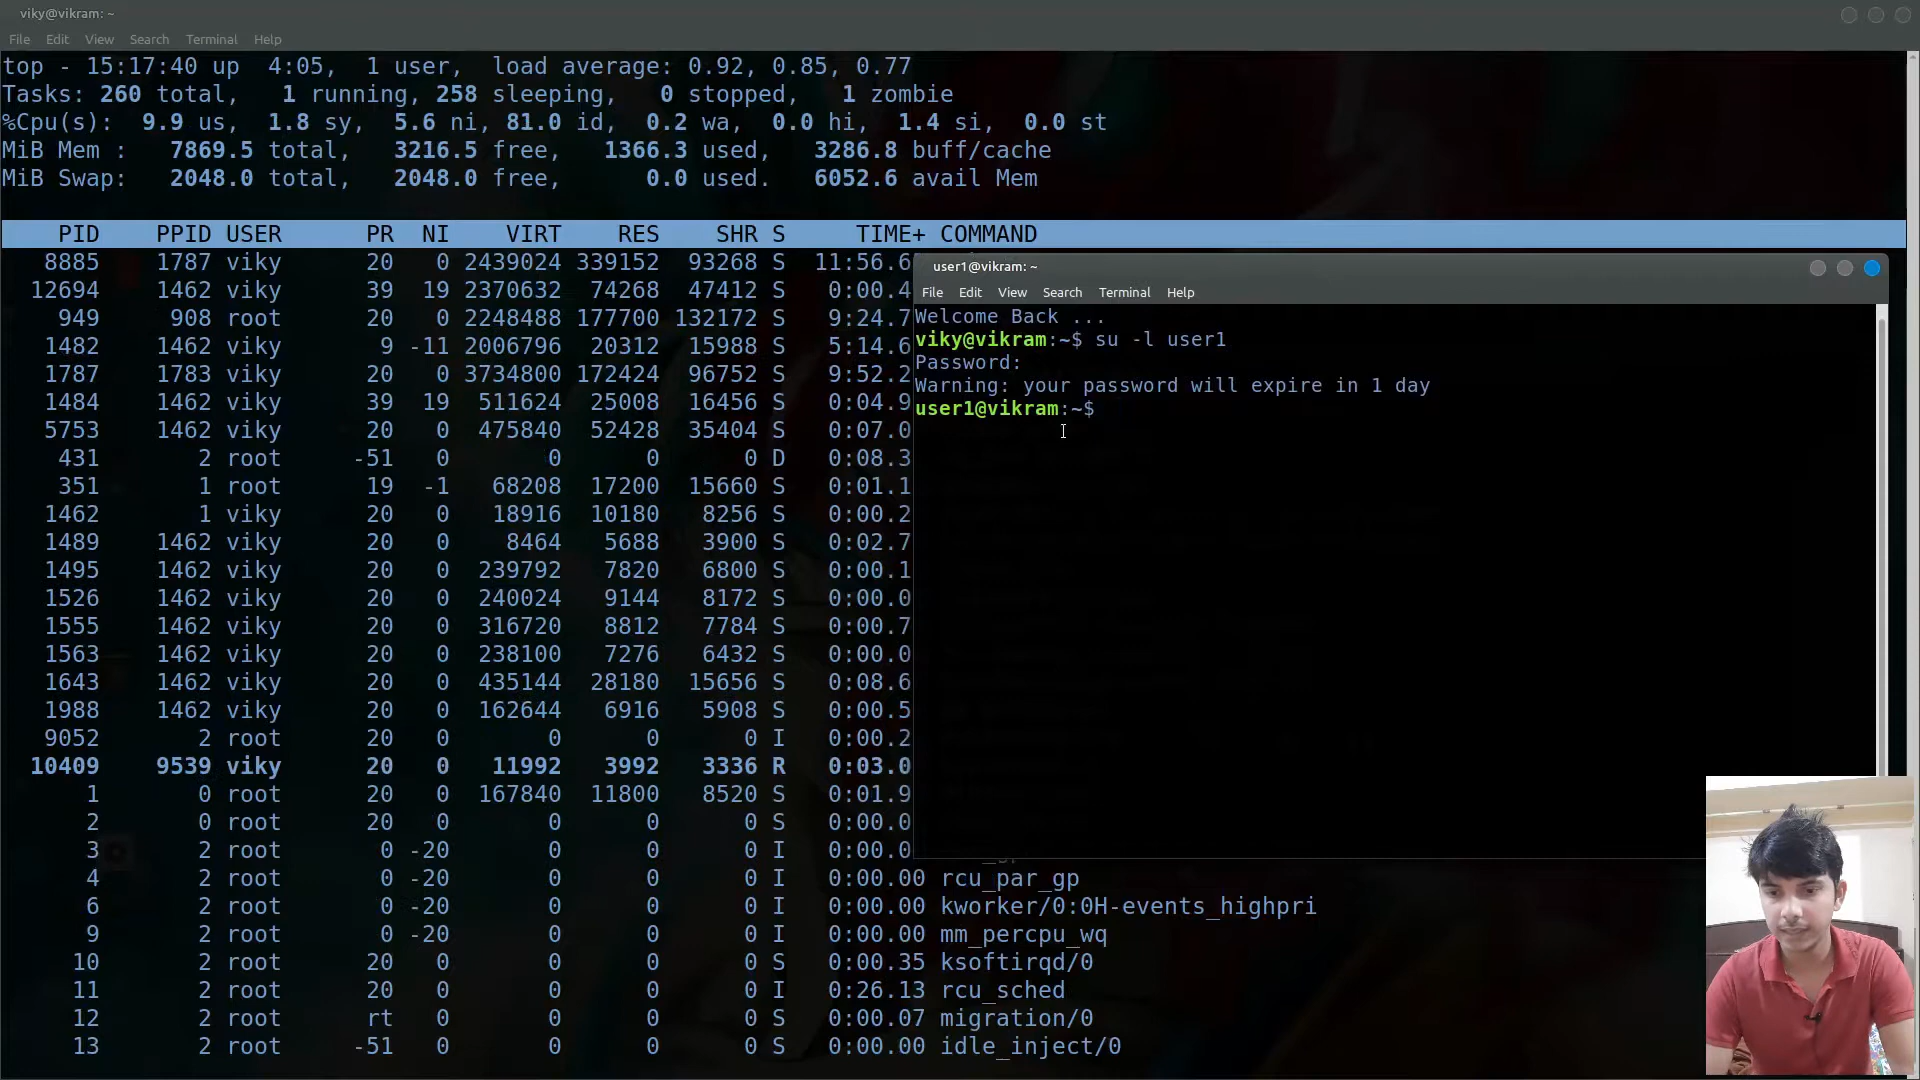 viky@vikram: ~
File Edit View Search Terminal Help
top - 15:17:40 up  4:05,  1 user,  load average: 0.92, 0.85, 0.77
Tasks: 260 total,   1 running, 258 sleeping,   0 stopped,   1 zombie
%Cpu(s):  9.9 us,  1.8 sy,  5.6 ni, 81.0 id,  0.2 wa,  0.0 hi,  1.4 si,  0.0 st
MiB Mem :   7869.5 total,   3216.5 free,   1366.3 used,   3286.8 buff/cache
MiB Swap:   2048.0 total,   2048.0 free,      0.0 used.   6052.6 avail Mem
PID PPID USER PR NI VIRT RES SHR S TIME+ COMMAND
8885 1787 viky 20 0 2439024 339152 93268 S 11:56.6
12694 1462 viky 39 19 2370632 74268 47412 S 0:00.4
949 908 root 20 0 2248488 177700 132172 S 9:24.7
1482 1462 viky 9 -11 2006796 20312 15988 S 5:14.6
1787 1783 viky 20 0 3734800 172424 96752 S 9:52.2
1484 1462 viky 39 19 511624 25008 16456 S 0:04.9
5753 1462 viky 20 0 475840 52428 35404 S 0:07.0
431 2 root -51 0 0 0 0 D 0:08.3
351 1 root 19 -1 68208 17200 15660 S 0:01.1
1462 1 viky 20 0 18916 10180 8256 S 0:00.2
1489 1462 viky 20 0 8464 5688 3900 S 0:02.7
1495 1462 viky 20 0 239792 7820 6800 S 0:00.1
1526 1462 viky 20 0 240024 9144 8172 S 0:00.0
1555 1462 viky 20 0 316720 8812 7784 S 0:00.7
1563 1462 viky 20 0 238100 7276 6432 S 0:00.0
1643 1462 viky 20 0 435144 28180 15656 S 0:08.6
1988 1462 viky 20 0 162644 6916 5908 S 0:00.5
9052 2 root 20 0 0 0 0 I 0:00.2
10409 9539 viky 20 0 11992 3992 3336 R 0:03.0
1 0 root 20 0 167840 11800 8520 S 0:01.9
2 0 root 20 0 0 0 0 S 0:00.0
3 2 root 0 -20 0 0 0 I 0:00.0
4 2 root 0 -20 0 0 0 I 0:00.00 rcu_par_gp
6 2 root 0 -20 0 0 0 I 0:00.00 kworker/0:0H-events_highpri
9 2 root 0 -20 0 0 0 I 0:00.00 mm_percpu_wq
10 2 root 20 0 0 0 0 S 0:00.35 ksoftirqd/0
11 2 root 20 0 0 0 0 I 0:26.13 rcu_sched
12 2 root rt 0 0 0 0 S 0:00.07 migration/0
13 2 root -51 0 0 0 0 S 0:00.00 idle_inject/0
user1@vikram: ~
File Edit View Search Terminal Help
Welcome Back ...
viky@vikram:~$ su -l user1
Password:
Warning: your password will expire in 1 day
user1@vikram:~$